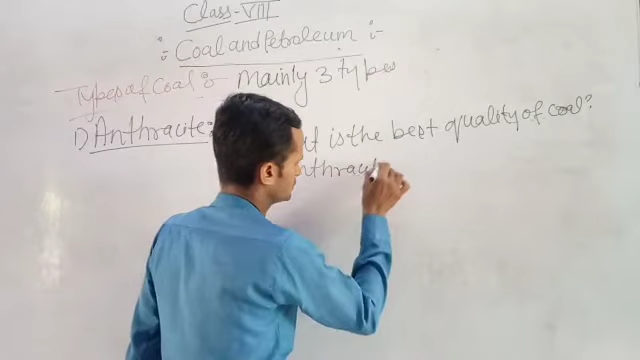 Class-VIII
:- Coal and Petroleum :-
Types of Coal :- Mainly 3 types
1) Anthracite: t is the best quality of coal?
nthracit